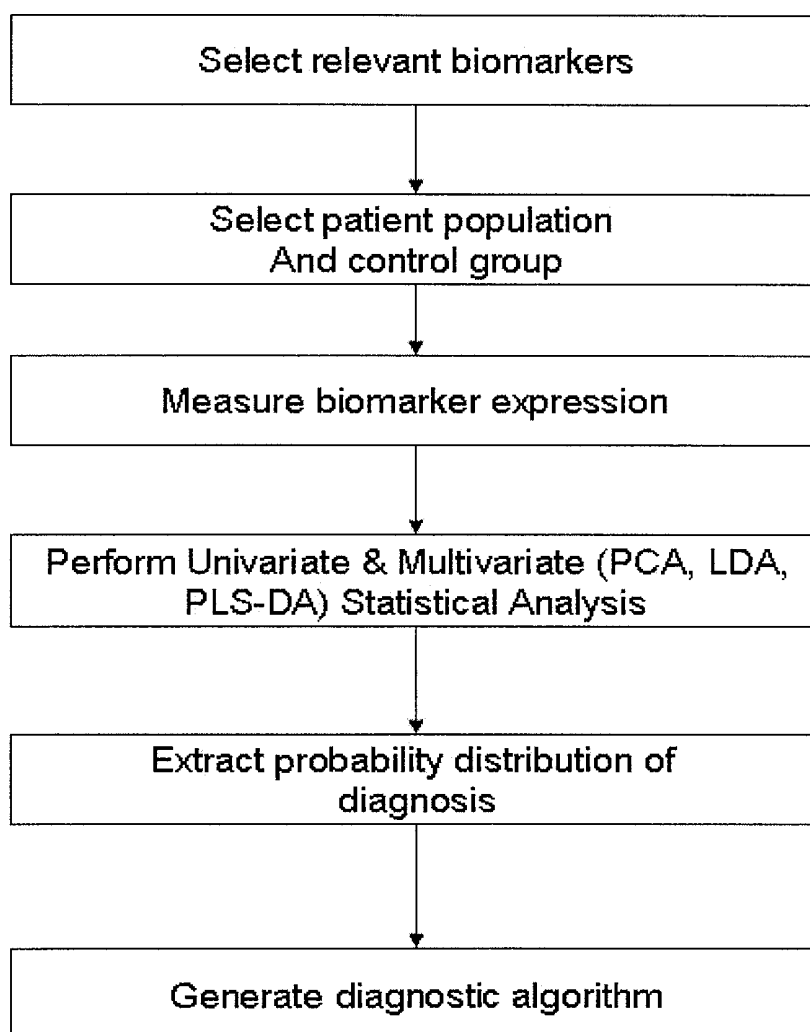 Select relevant biomarkers
Select patient population
And control group
Measure biomarker expression
Perform Univariate & Multivariate (PCA, LDA,
PLS-DA) Statistical Analysis
Extract probability distribution of
diagnosis
Generate diagnostic algorithm